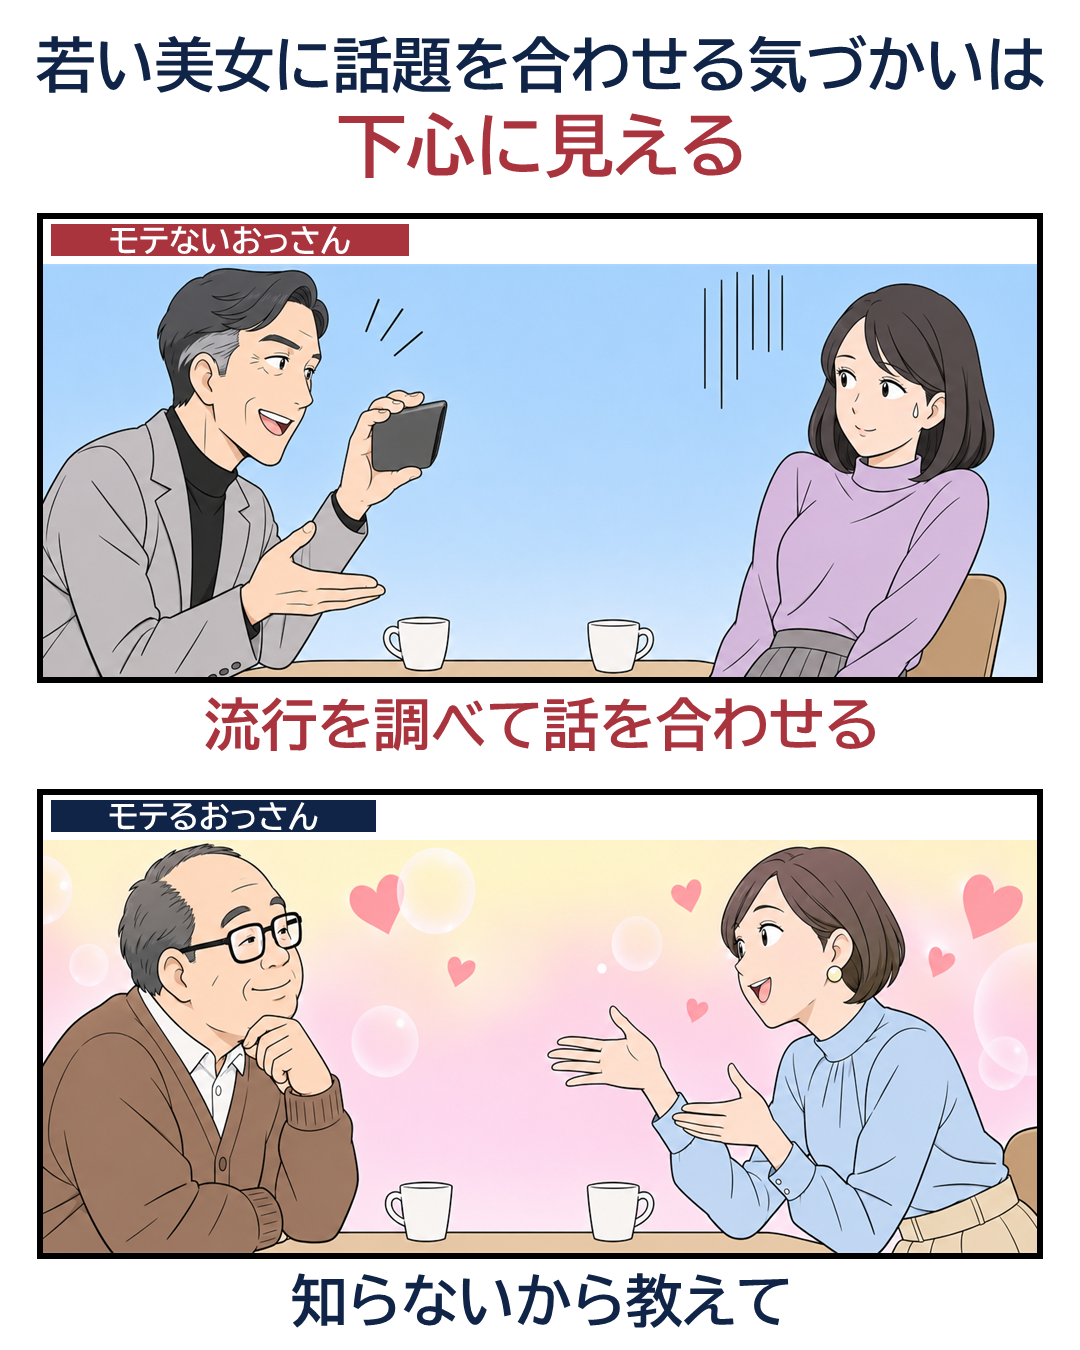 若い美女に話題を合わせる気づかいは
下心に見える
モテないおっさん
流行を調べて話を合わせる
モテるおっさん
知らないから教えて